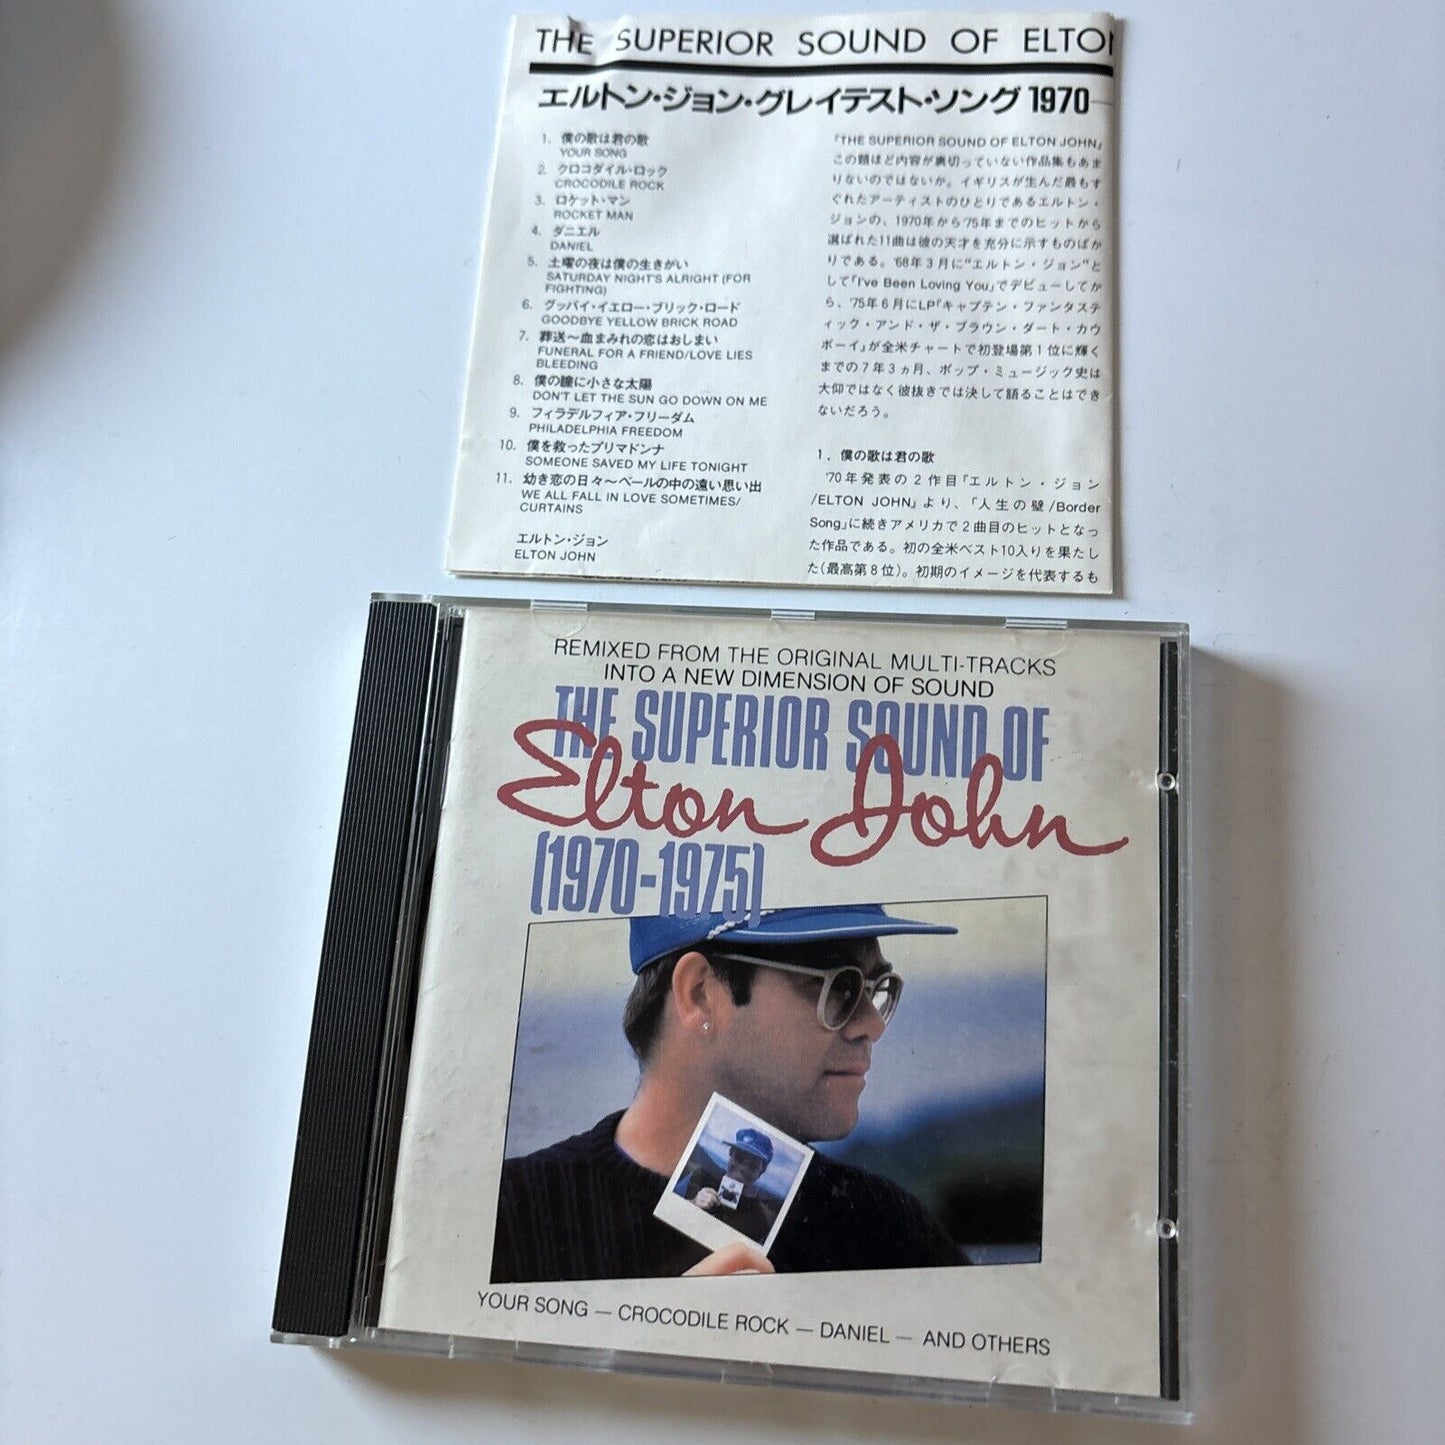 THE SUPERIOR SOUND OF ELTO
エルトン・ジョン・グレイテスト・ソング 1970—
1. 僕の歌は君の歌
YOUR SONG
2. クロコダイル・ロック
CROCODILE ROCK
3. ロケット・マン
ROCKET MAN
4. ダニエル
DANIEL
5. 土曜の夜は僕の生きがい
SATURDAY NIGHT'S ALRIGHT (FOR
FIGHTING)
6. グッバイ・イエロー・ブリック・ロード
GOODBYE YELLOW BRICK ROAD
7. 葬送〜血まみれの恋はおしまい
FUNERAL FOR A FRIEND/LOVE LIES
BLEEDING
8. 僕の瞳に小さな太陽
DON'T LET THE SUN GO DOWN ON ME
9. フィラデルフィア・フリーダム
PHILADELPHIA FREEDOM
10. 僕を救ったプリマドンナ
SOMEONE SAVED MY LIFE TONIGHT
11. 幼き恋の日々〜ベールの中の遠い思い出
WE ALL FALL IN LOVE SOMETIMES/
CURTAINS
エルトン・ジョン
ELTON JOHN
「THE SUPERIOR SOUND OF ELTON JOHN」
この題ほど内容が裏切っていない作品集もあま
りないのではないか。イギリスが生んだ最もす
ぐれたアーティストのひとりであるエルトン・
ジョンの、1970年から'75年までのヒットから
選ばれた11曲は彼の天才を充分に示すものばか
りである。'68年3月に"エルトン・ジョン"と
して「I've Been Loving You」でデビューしてか
ら、'75年6月にLP『キャプテン・ファンタステ
ィック・アンド・ザ・ブラウン・ダート・カウ
ボーイ』が全米チャートで初登場第1位に輝く
までの7年3ヵ月、ポップ・ミュージック史は
大仰ではなく彼抜きでは決して語ることはでき
ないだろう。
1. 僕の歌は君の歌
'70年発表の2作目『エルトン・ジョン
/ELTON JOHN』より、「人生の壁/Border
Song」に続きアメリカで2曲目のヒットとなっ
た作品である。初の全米ベスト10入りを果たし
た(最高第8位)。初期のイメージを代表するも
REMIXED FROM THE ORIGINAL MULTI-TRACKS
INTO A NEW DIMENSION OF SOUND
THE SUPERIOR SOUND OF
Elton John
(1970-1975)
YOUR SONG — CROCODILE ROCK — DANIEL — AND OTHERS